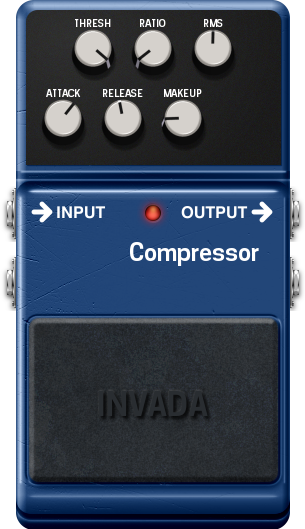 THRESH RATIO RMS
ATTACK RELEASE MAKEUP
INPUT OUTPUT
Compressor
INVADA